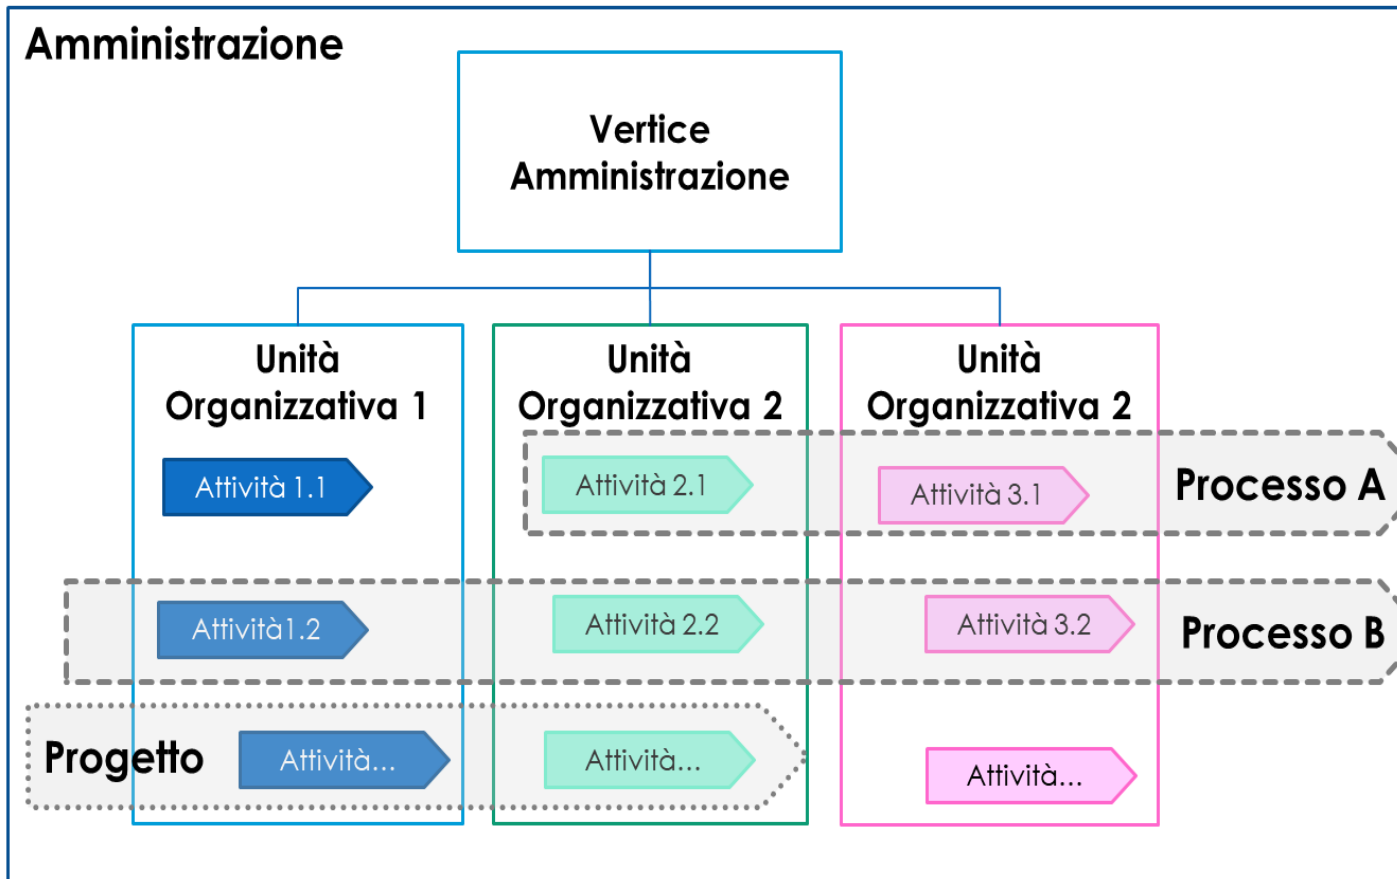 Amministrazione
Vertice
Amministrazione
Unità
Organizzativa 1
Unità
Organizzativa 2
Unità
Organizzativa 2
Attività 1.1
Attività 2.1
Attività 3.1
Processo A
Attività1.2
Attività 2.2
Attività 3.2
Processo B
Progetto
Attività...
Attività...
Attività...